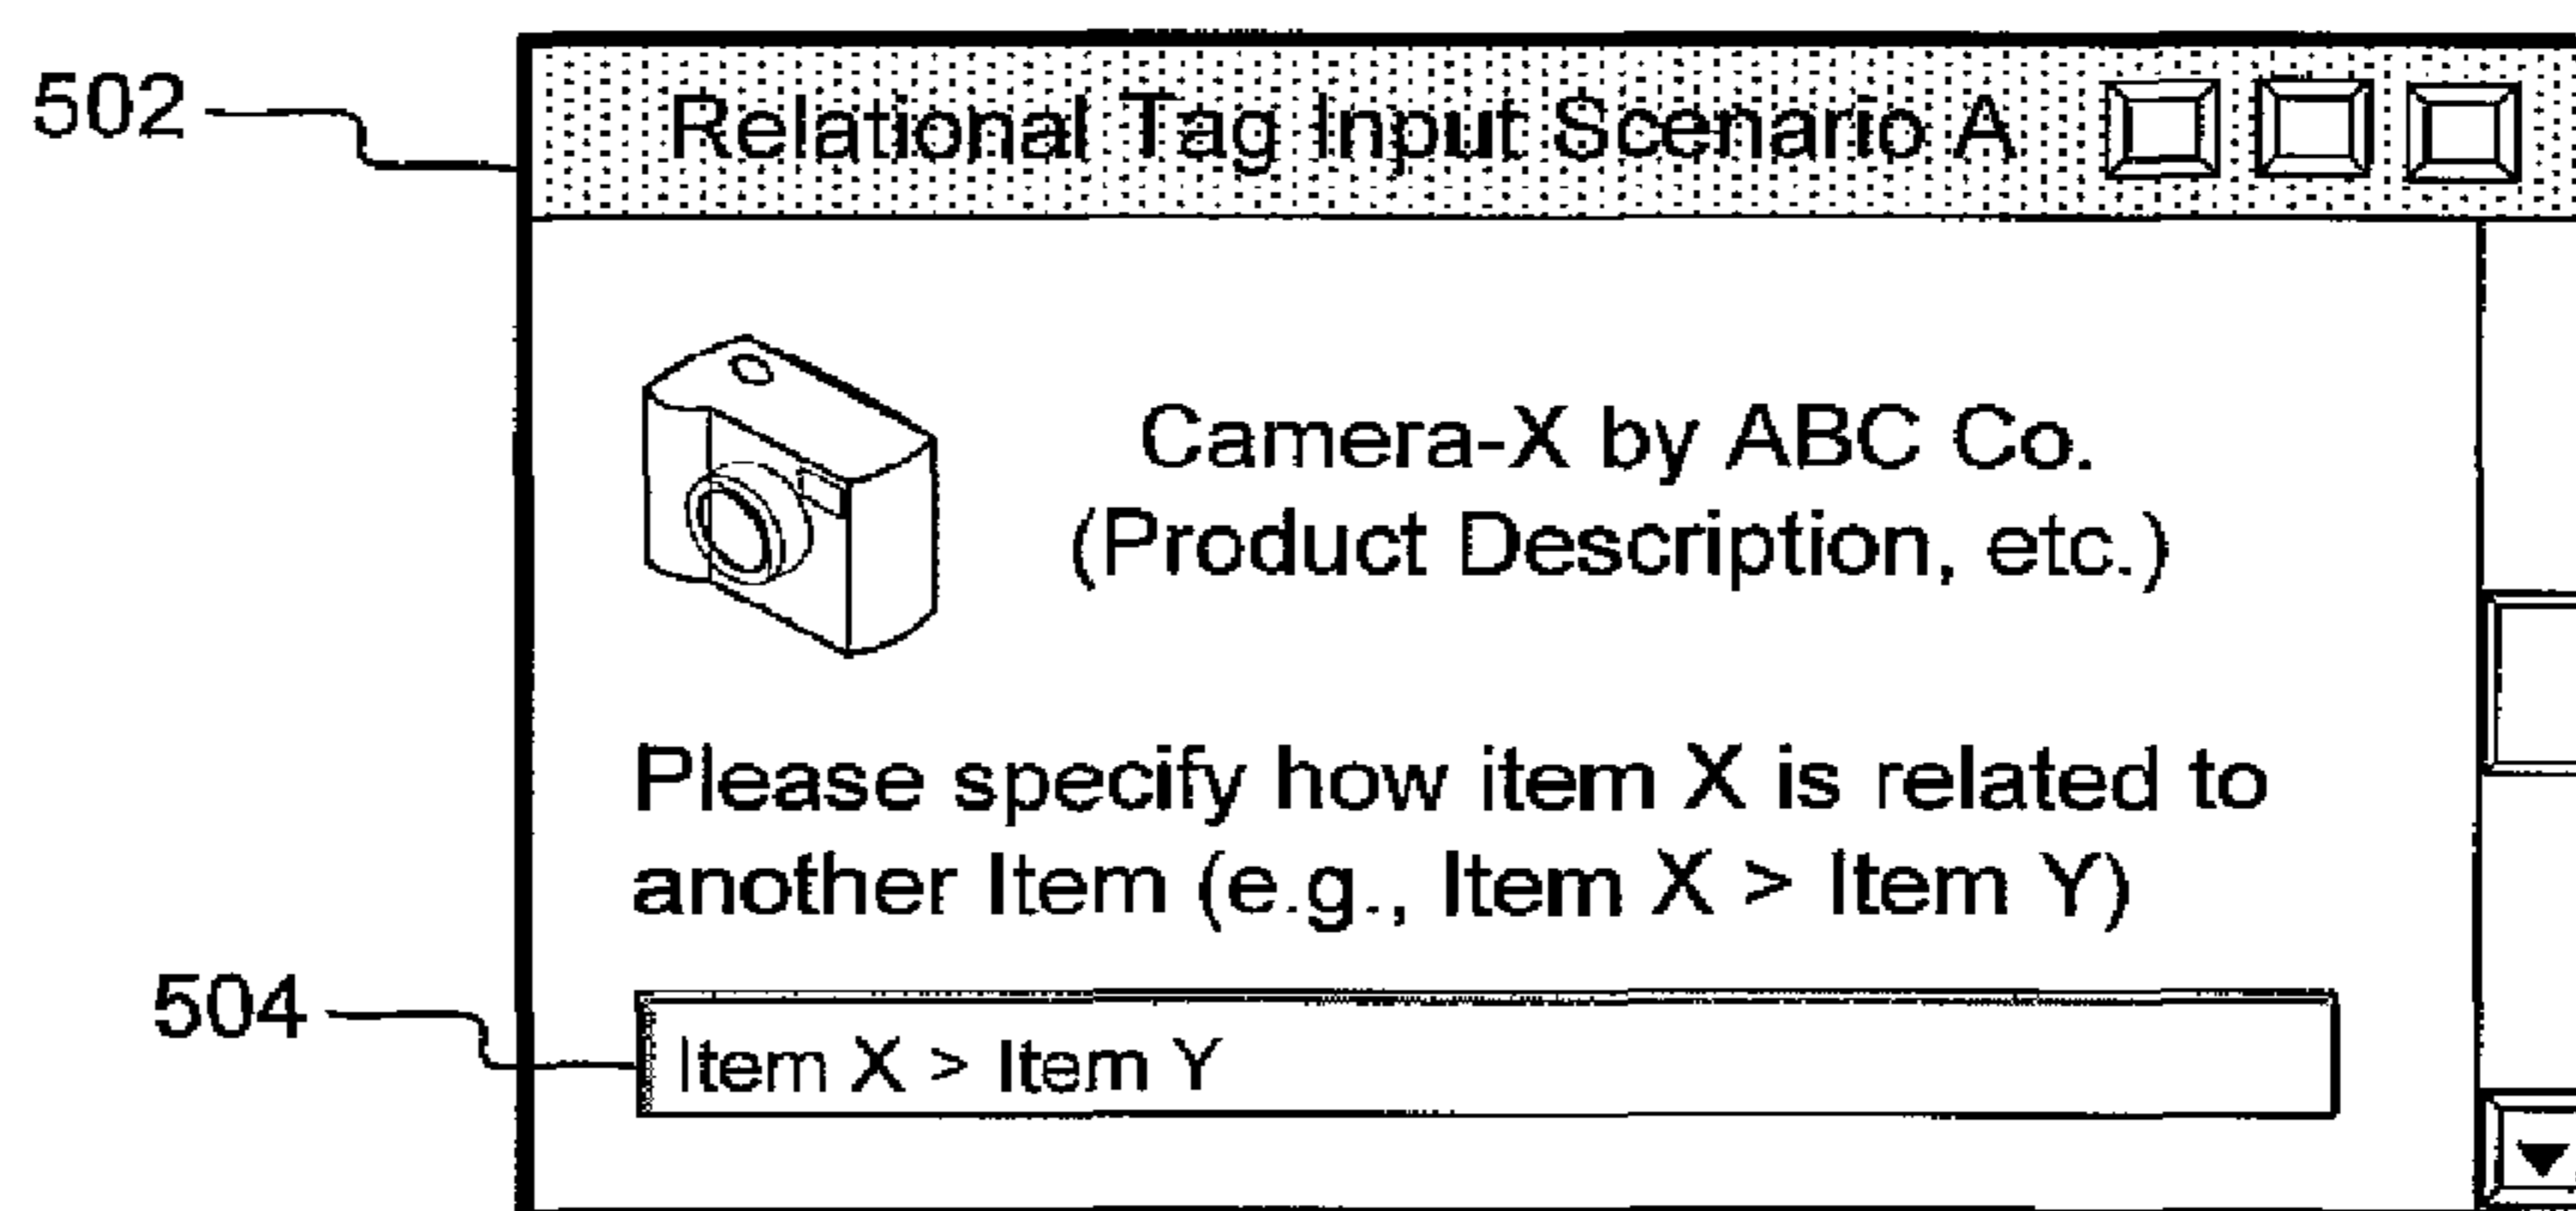 502
Relational Tag Input Scenario A
Camera-X by ABC Co.
(Product Description, etc.)
Please specify how item X is related to
another Item (e.g., Item X > Item Y)
504
Item X > Item Y